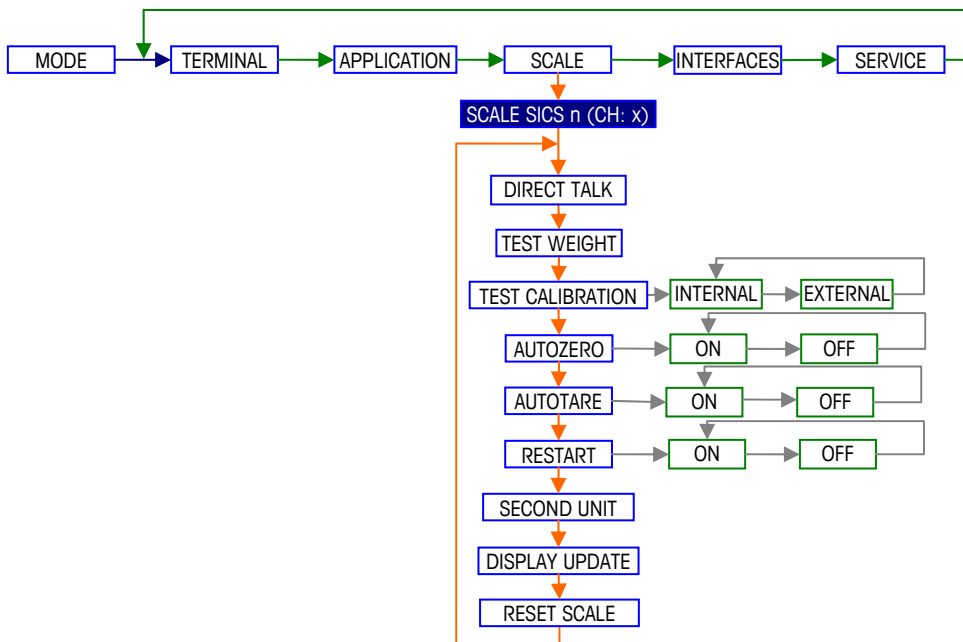 MODE TERMINAL APPLICATION SCALE INTERFACES SERVICE
SCALE SICS n (CH: x)
DIRECT TALK
TEST WEIGHT
TEST CALIBRATION INTERNAL EXTERNAL
AUTOZERO ON OFF
AUTOTARE ON OFF
RESTART ON OFF
SECOND UNIT
DISPLAY UPDATE
RESET SCALE